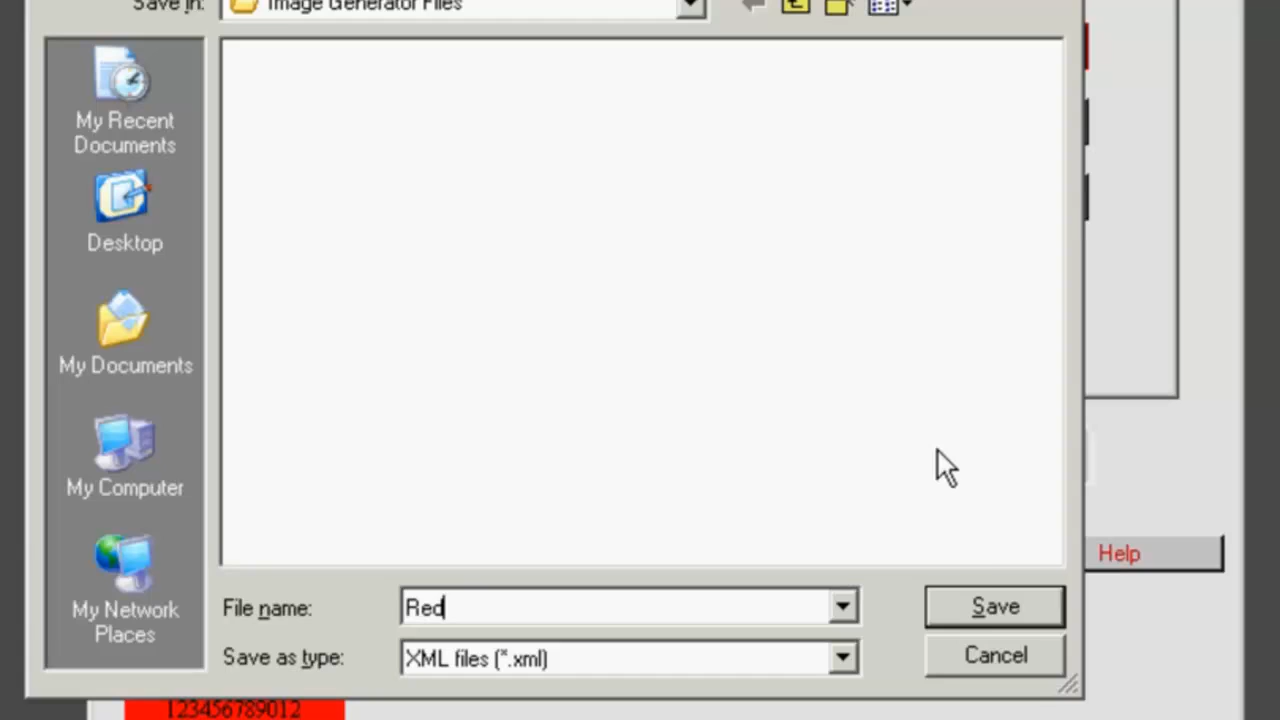 Save in:
Image Generator Files
My Recent
Documents
Desktop
My Documents
My Computer
My Network
Places
File name:
Red
Save
Save as type:
XML files (*.xml)
Cancel
Help
123456789012